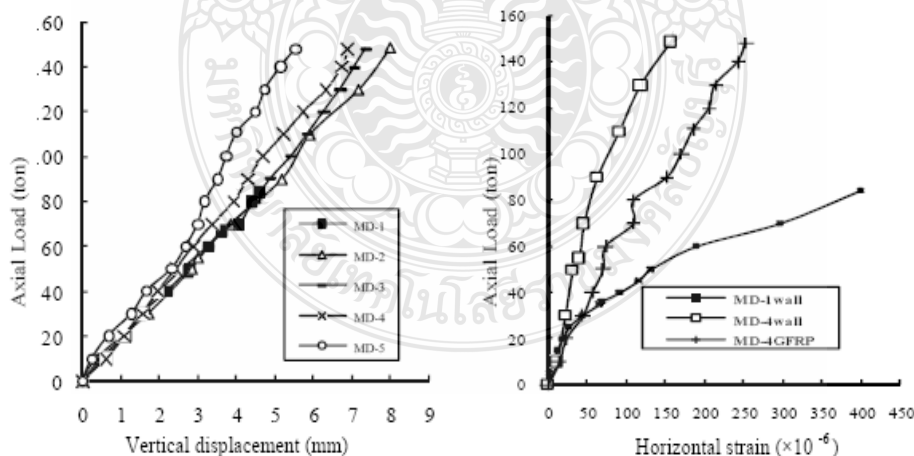 .60
.40
.20
.00
80
60
40
20
.0
0 1 2 3 4 5 6 7 8 9
Axial Load (ton)
Vertical displacement (mm)
MD-1
MD-2
MD-3
MD-4
MD-5
160
140
120
100
80
60
40
20
0
0 50 100 150 200 250 300 350 400 450
Axial Load (ton)
Horizontal strain (×10⁻⁶)
MD-1wall
MD-4wall
MD-4GFRP